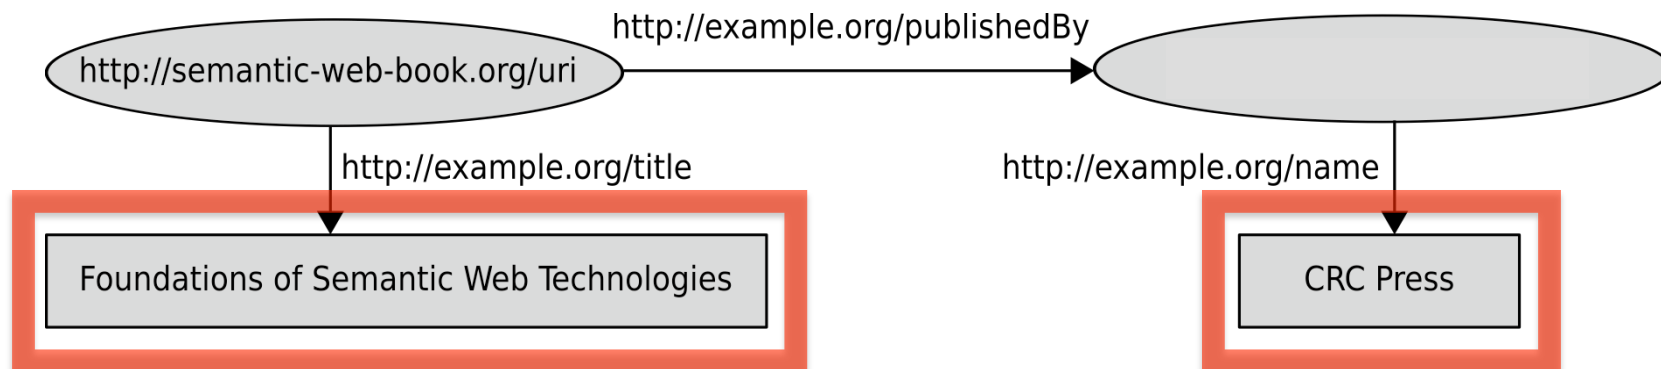 http://example.org/publishedBy
http://semantic-web-book.org/uri
http://example.org/title
http://example.org/name
Foundations of Semantic Web Technologies
CRC Press